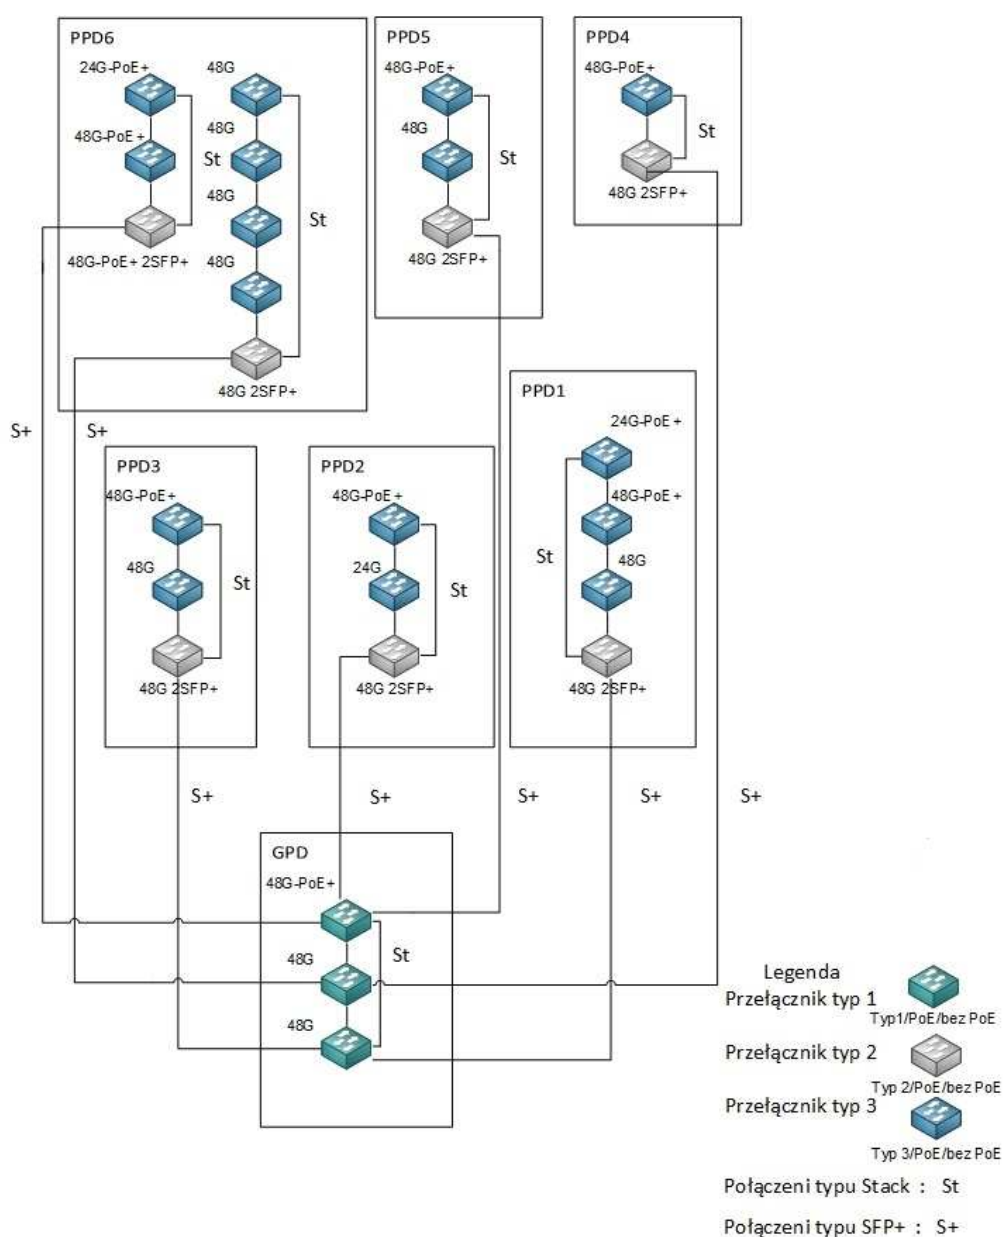 PPD6
24G-PoE+
48G
48G-PoE+
48G
St
48G
St
48G
48G-PoE+ 2SFP+
48G 2SFP+
PPD5
48G-PoE+
48G
St
48G 2SFP+
PPD4
48G-PoE+
St
48G 2SFP+
S+
S+
PPD3
48G-PoE+
48G
St
48G 2SFP+
PPD2
48G-PoE+
24G
St
48G 2SFP+
PPD1
24G-PoE+
48G-PoE+
St
48G
48G 2SFP+
S+
S+
S+
S+
S+
GPD
48G-PoE+
48G
St
48G
Legenda
Przełącznik typ 1
Typ1/PoE/bez PoE
Przełącznik typ 2
Typ 2/PoE/bez PoE
Przełącznik typ 3
Typ 3/PoE/bez PoE
Połączeni typu Stack : St
Połączeni typu SFP+ : S+